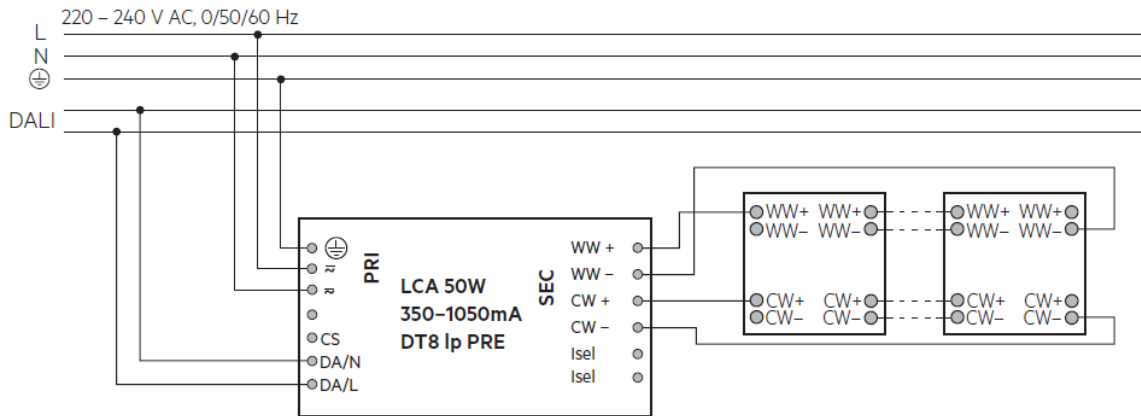 220 – 240 V AC, 0/50/60 Hz
L
N
DALI
PRI
≂
≂
CS
DA/N
DA/L
LCA 50W
350–1050mA
DT8 lp PRE
SEC
WW +
WW –
CW +
CW –
Isel
Isel
WW+ WW+
WW– WW–
CW+ CW+
CW– CW–
WW+ WW+
WW– WW–
CW+ CW+
CW– CW–